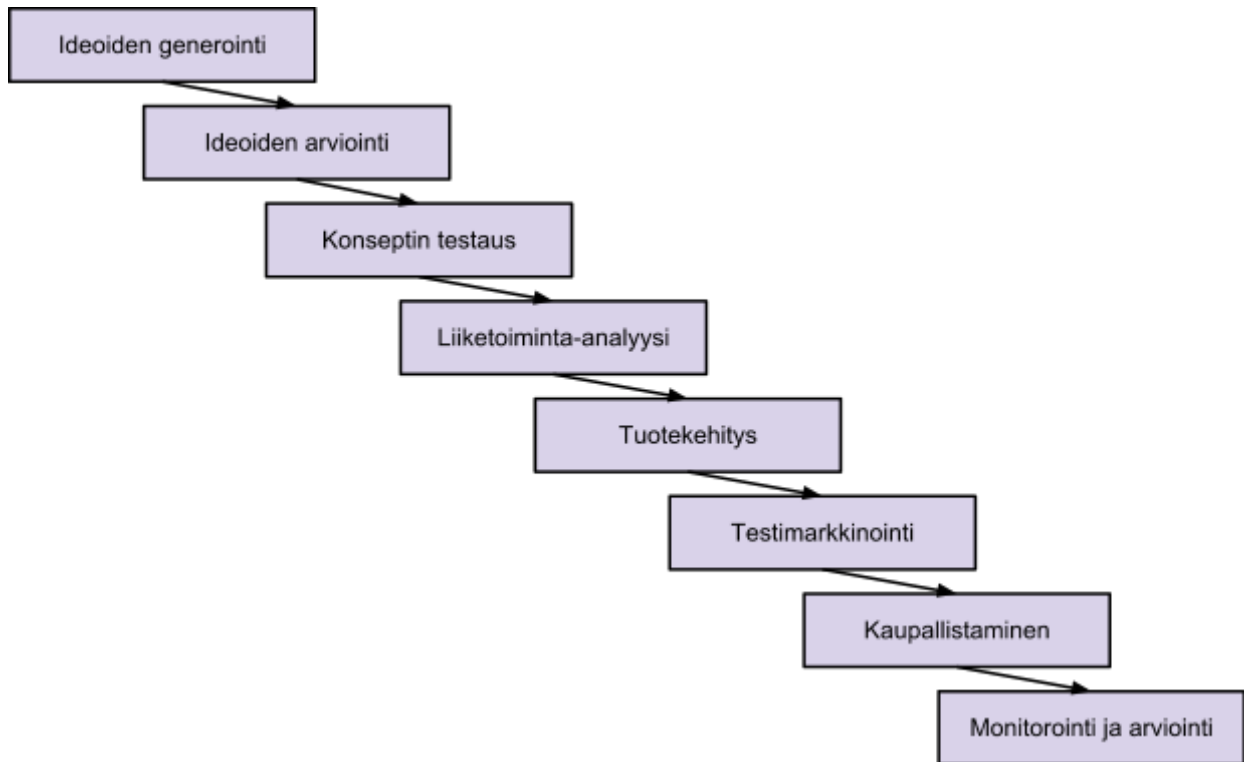 Ideoiden generointi
Ideoiden arviointi
Konseptin testaus
Liiketoiminta-analyysi
Tuotekehitys
Testimarkkinointi
Kaupallistaminen
Monitorointi ja arviointi